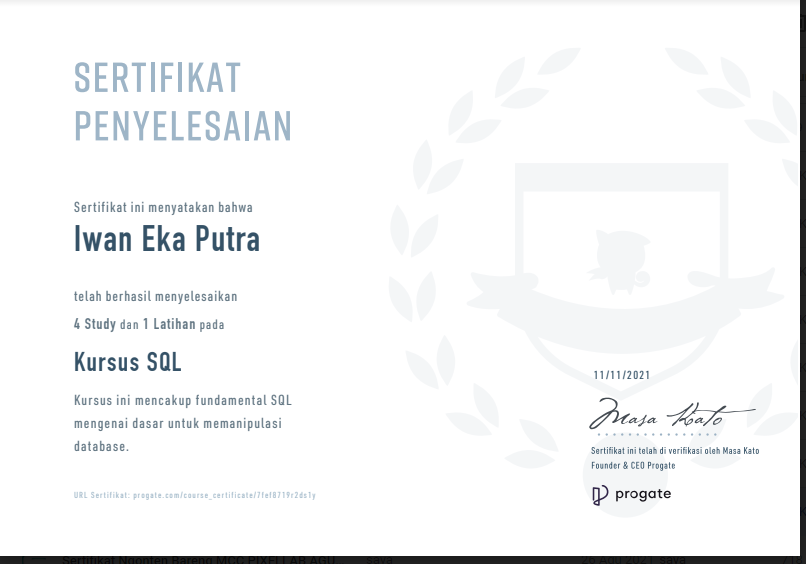 SERTIFIKAT
PENYELESAIAN
Sertifikat ini menyatakan bahwa
Iwan Eka Putra
telah berhasil menyelesaikan
4 Study dan 1 Latihan pada
Kursus SQL
Kursus ini mencakup fundamental SQL
mengenai dasar untuk memanipulasi
database.
URL Sertifikat: progate.com/course_certificate/7fef8719r2ds1y
11/11/2021
Masa Kato
Sertifikat ini telah di verifikasi oleh Masa Kato
Founder & CEO Progate
progate